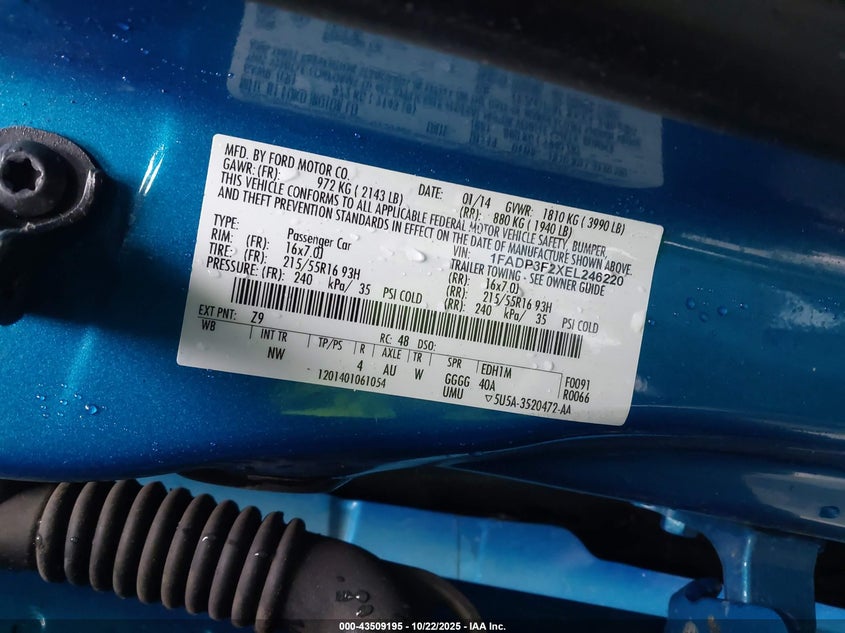 MFD. BY FORD MOTOR CO.
DATE: 01/14 GVWR: 1810 KG ( 3990 LB)
GAWR: (FR): 972 KG ( 2143 LB) (RR): 880 KG ( 1940 LB)
THIS VEHICLE CONFORMS TO ALL APPLICABLE FEDERAL MOTOR VEHICLE SAFETY, BUMPER,
AND THEFT PREVENTION STANDARDS IN EFFECT ON THE DATE OF MANUFACTURE SHOWN ABOVE.
VIN: 1FADP3F2XEL246220
TYPE: Passenger Car TRAILER TOWING - SEE OWNER GUIDE
RIM: (FR): 16x7.0J (RR): 16x7.0J
TIRE: (FR): 215/55R16 93H (RR): 215/55R16 93H
PRESSURE: (FR): 240 kPa/ 35 PSI COLD (RR): 240 kPa/ 35 PSI COLD
EXT PNT: Z9 RC: 48 DSO:
WB INT TR TP/PS R AXLE TR SPR EDH1M F0091
NW 4 AU W GGGG 40A R0066
1201401061054 UMU ▽5U5A-3520472-AA
000-43509195 - 10/22/2025 - IAA Inc.